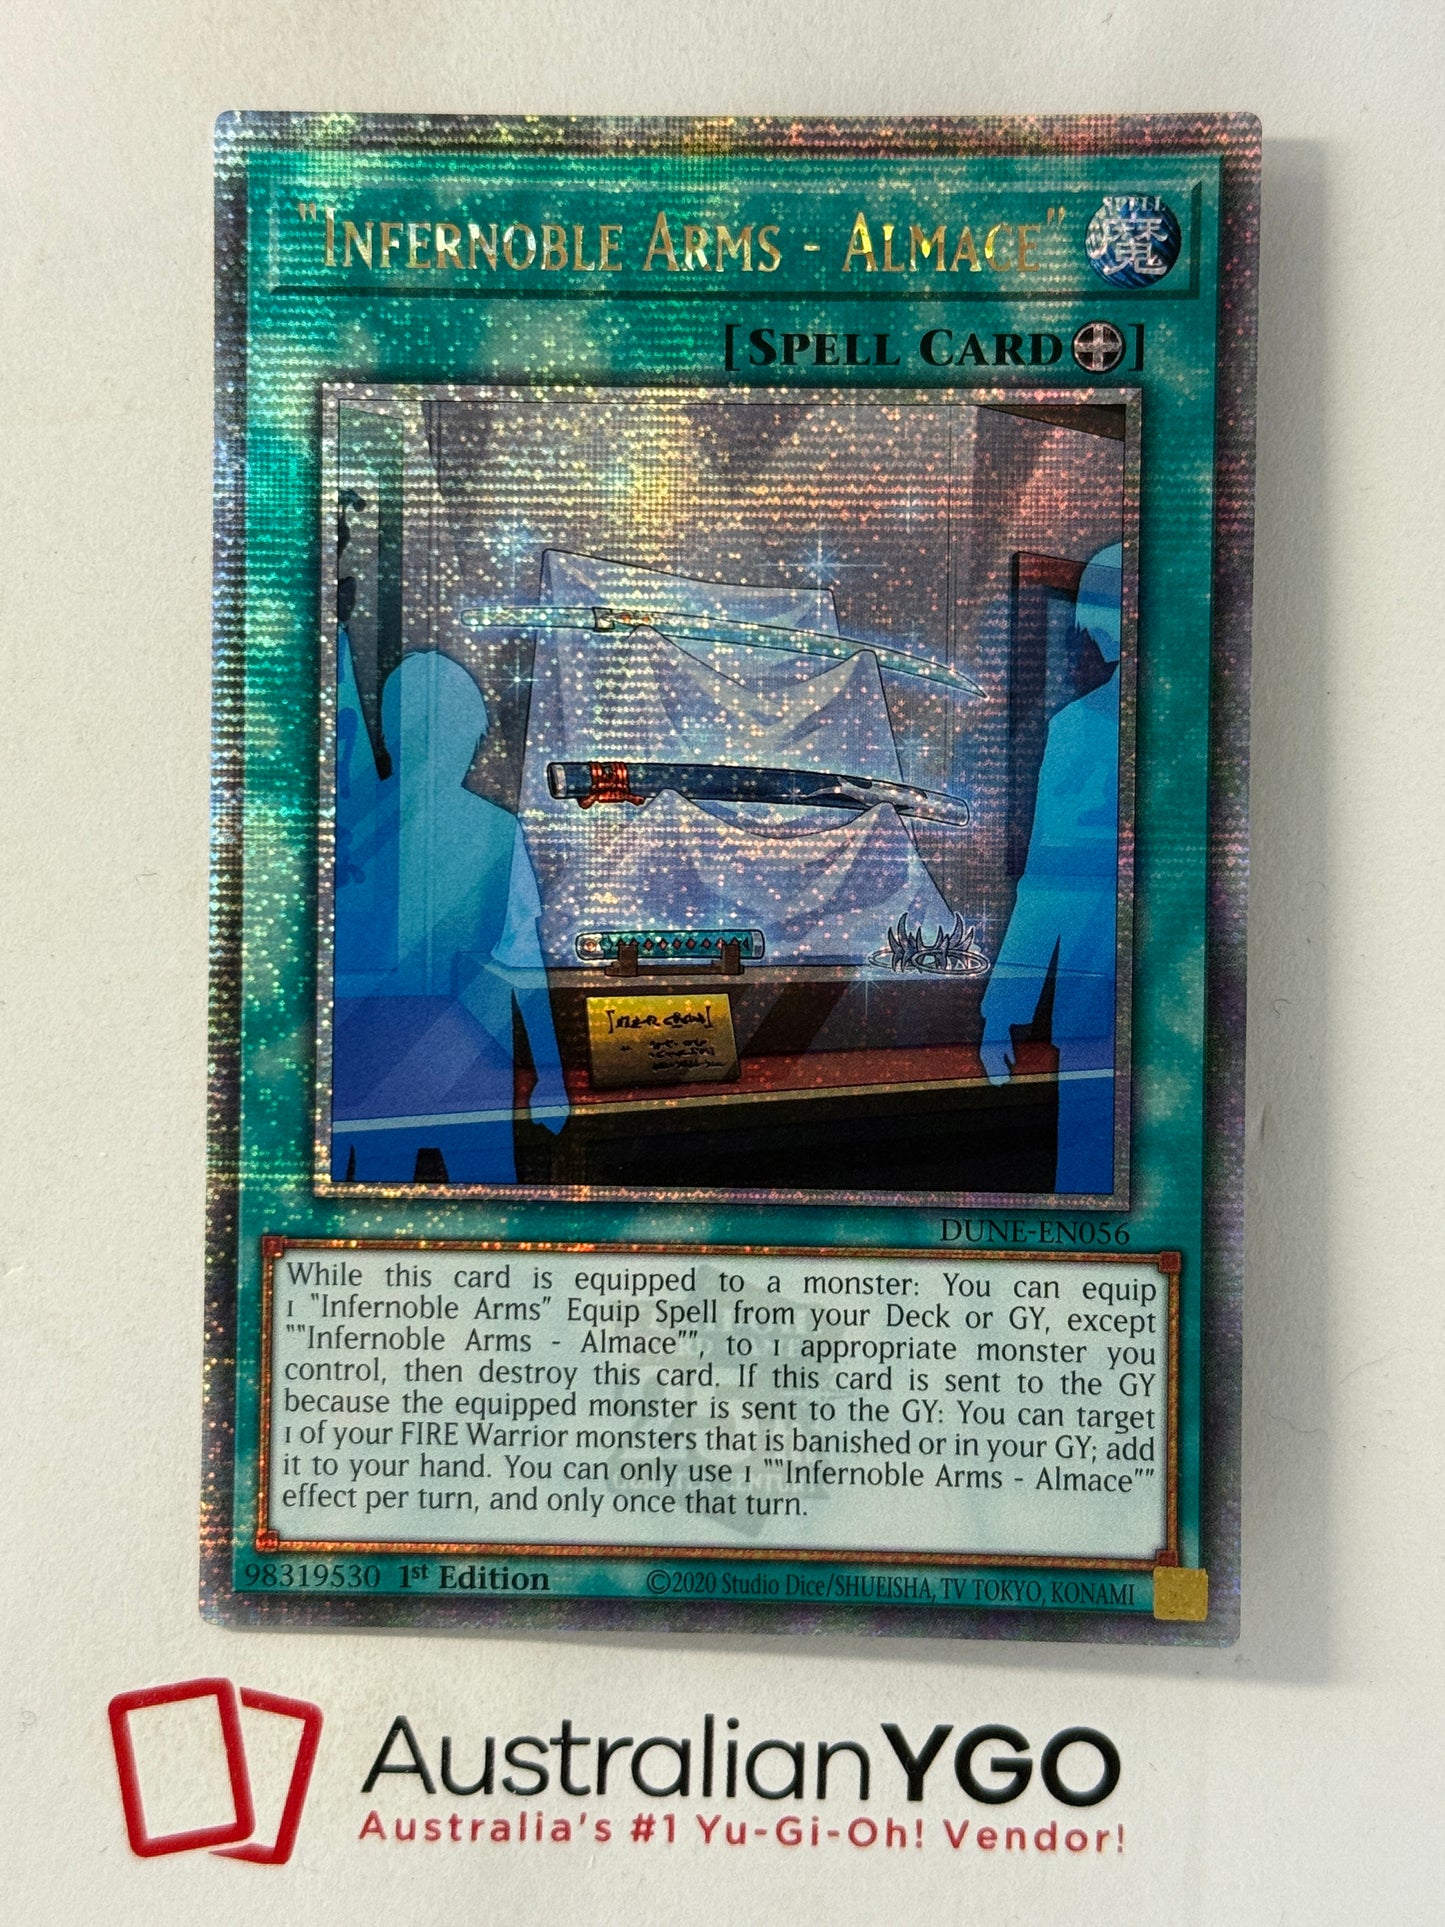 "Infernoble Arms - Almace"
SPELL
魔
[Spell Card]
DUNE-EN056
While this card is equipped to a monster: You can equip
1 "Infernoble Arms" Equip Spell from your Deck or GY, except
""Infernoble Arms - Almace"", to 1 appropriate monster you
control, then destroy this card. If this card is sent to the GY
because the equipped monster is sent to the GY: You can target
1 of your FIRE Warrior monsters that is banished or in your GY; add
it to your hand. You can only use 1 ""Infernoble Arms - Almace""
effect per turn, and only once that turn.
98319530 1st Edition ©2020 Studio Dice/SHUEISHA, TV TOKYO, KONAMI
AustralianYGO
Australia's #1 Yu-Gi-Oh! Vendor!